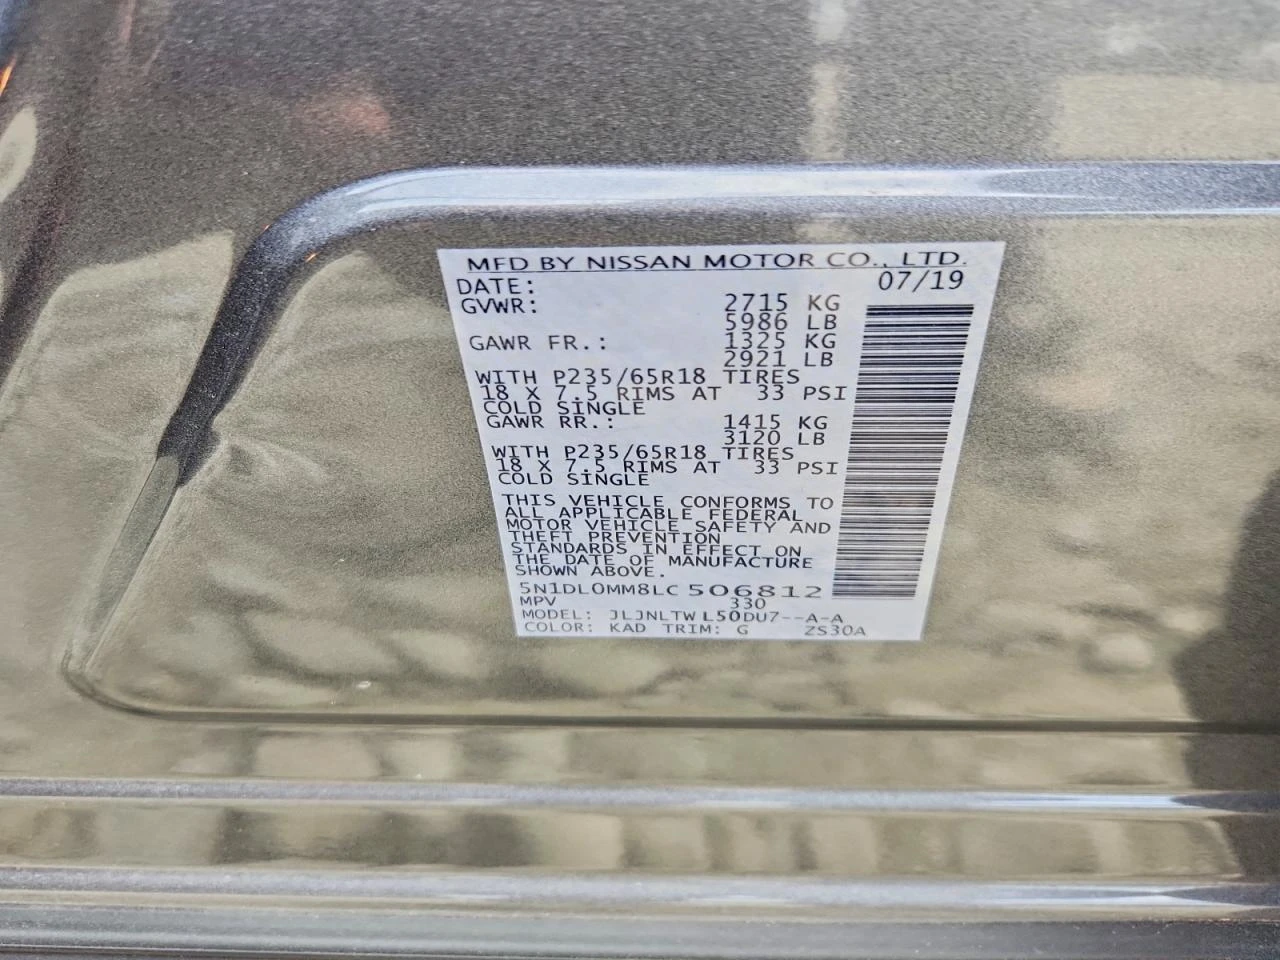 MFD BY NISSAN MOTOR CO., LTD.
DATE: 07/19
GVWR: 2715 KG
5986 LB
GAWR FR.: 1325 KG
2921 LB
WITH P235/65R18 TIRES
18 X 7.5 RIMS AT 33 PSI
COLD SINGLE
GAWR RR.: 1415 KG
3120 LB
WITH P235/65R18 TIRES
18 X 7.5 RIMS AT 33 PSI
COLD SINGLE
THIS VEHICLE CONFORMS TO
ALL APPLICABLE FEDERAL
MOTOR VEHICLE SAFETY AND
THEFT PREVENTION
STANDARDS IN EFFECT ON
THE DATE OF MANUFACTURE
SHOWN ABOVE.
5N1DL0MM8LC506812
MPV 330
MODEL: JLJNLTWL50DU7--A-A
COLOR: KAD TRIM: G ZS30A